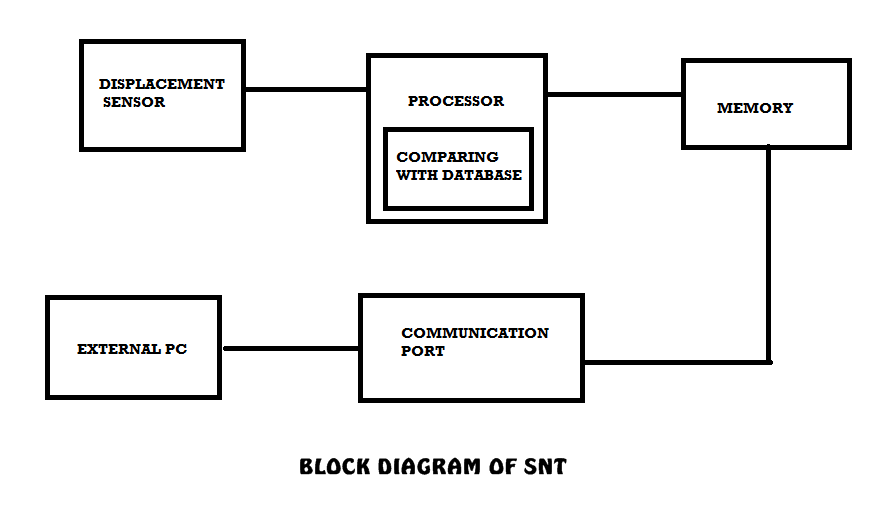 DISPLACEMENT
SENSOR
PROCESSOR
COMPARING
WITH DATABASE
MEMORY
EXTERNAL PC
COMMUNICATION
PORT
BLOCK DIAGRAM OF SNT